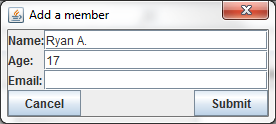 Add a member
Name: Ryan A.
Age: 17
Email:
Cancel Submit